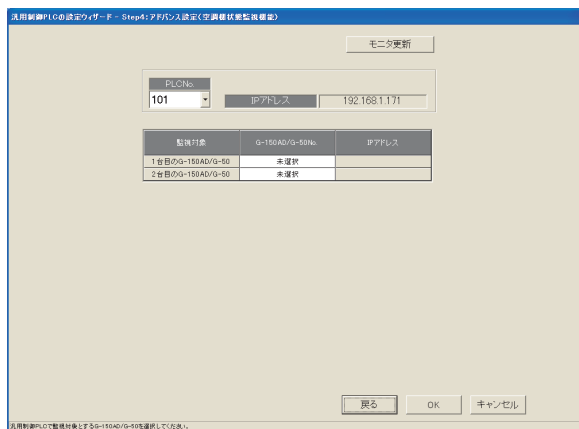 汎用制御PLCの設定ウィザード - Step4:アドバンス設定(空調機状態監視機能)
モニタ更新
PLCNo.
101
IPアドレス
192.168.1.171
監視対象 G-150AD/G-50No. IPアドレス
1台目のG-150AD/G-50 未選択
2台目のG-150AD/G-50 未選択
戻る OK キャンセル
汎用制御PLCで監視対象とするG-150AD/G-50を選択してください。